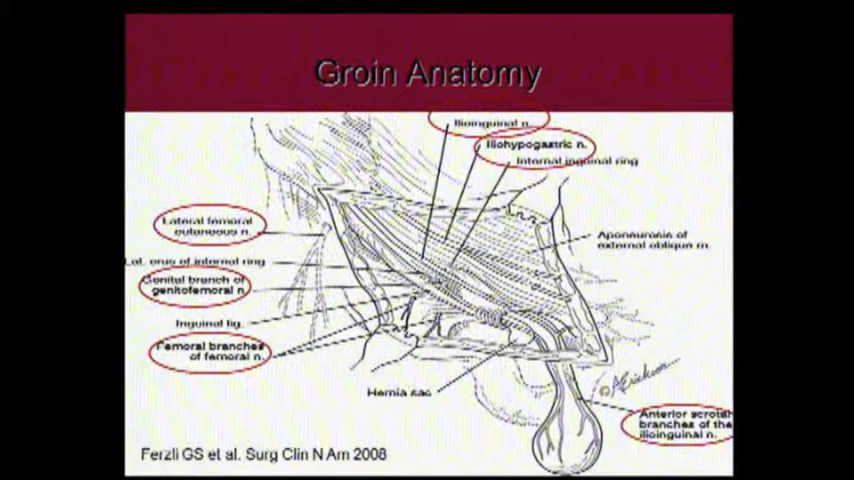 Groin Anatomy
Ilioinguinal n.
Iliohypogastric n.
Internal inguinal ring
Lateral femoral
cutaneous n.
Aponeurosis of
external oblique m.
Lat. crus of internal ring
Genital branch of
genitofemoral n.
Inguinal lig.
Femoral branches
of femoral n.
Hernia sac
©
Anterior scrotal
branches of the
ilioinguinal n.
Ferzli GS et al. Surg Clin N Am 2008